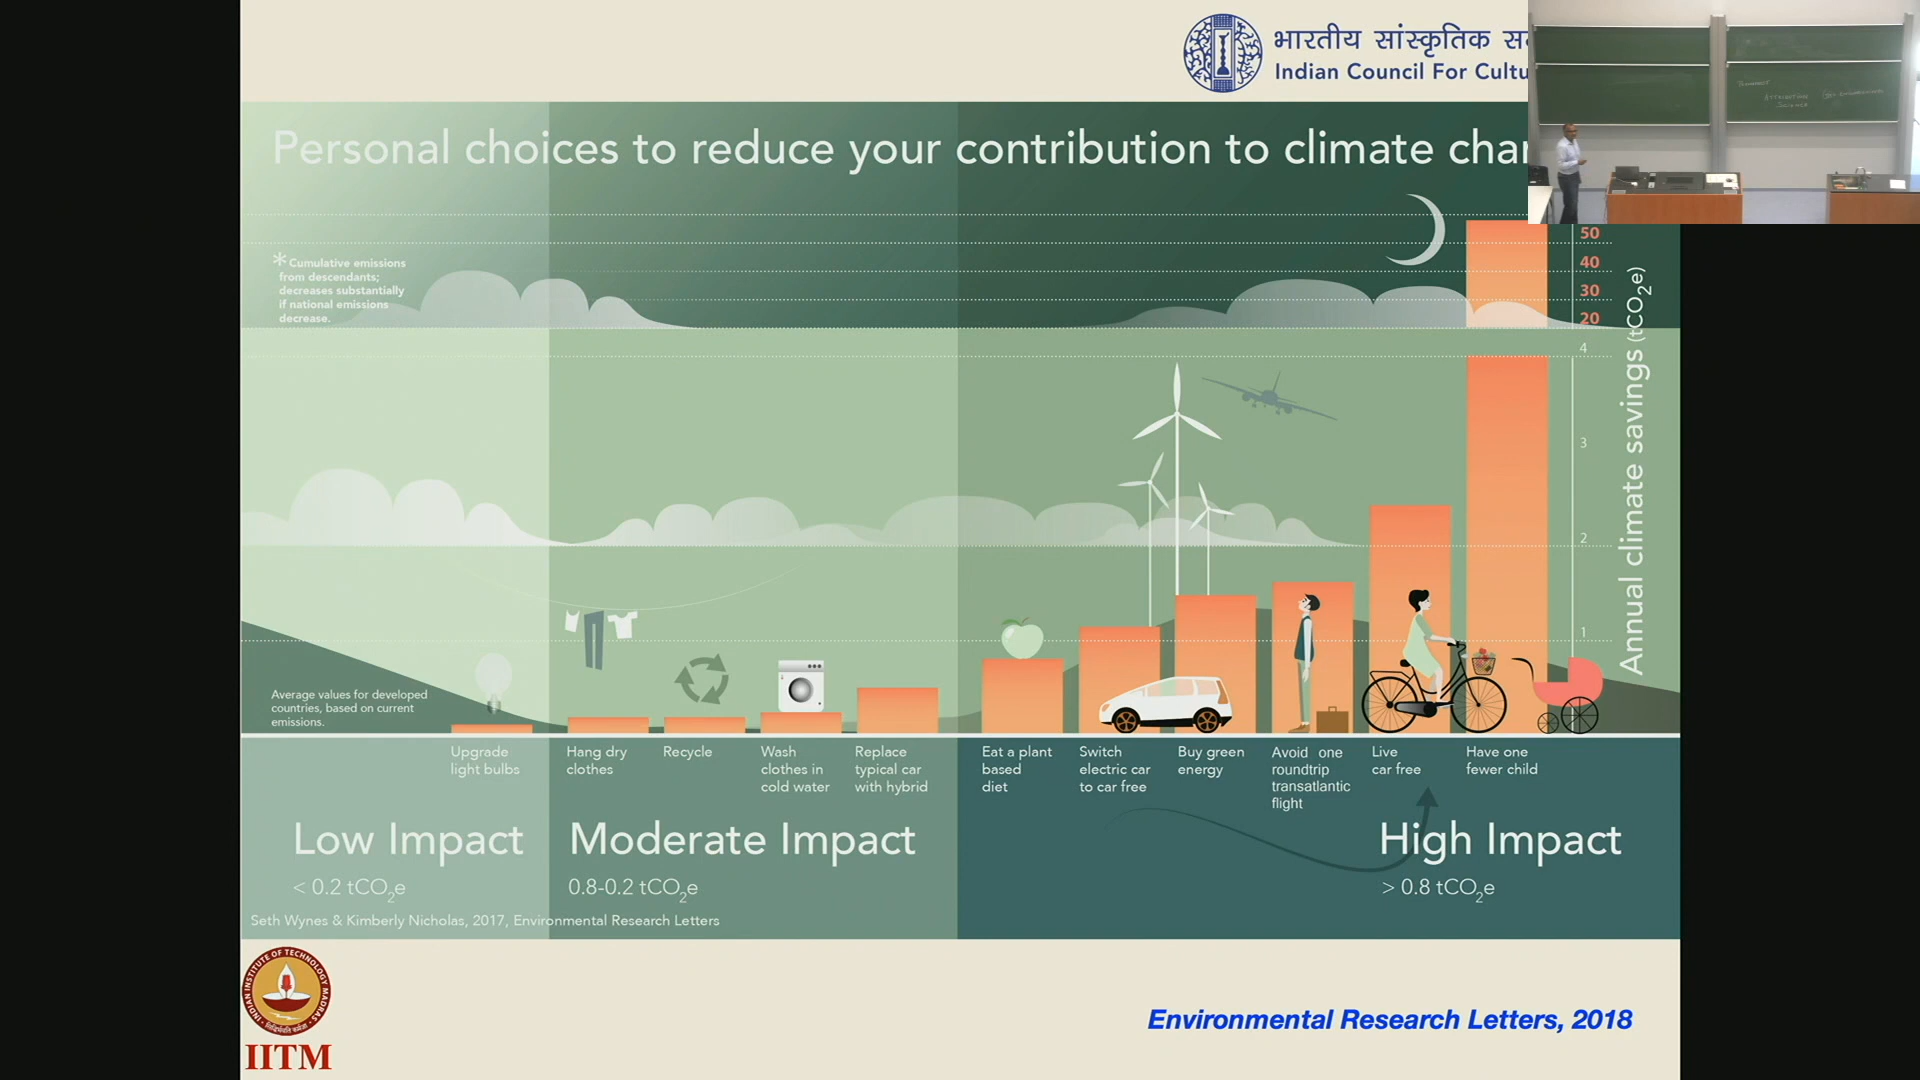 भारतीय सांस्कृतिक
Indian Council For
Personal choices to reduce your contribution to climate
*Cumulative emissions
from descendants;
decreases substantially
if national emissions
decrease.
50
40
30
20
4
3
2
1
Annual climate savings (tCO2e)
Average values for developed
countries, based on current
emissions.
Upgrade
light bulbs
Hang dry
clothes
Recycle
Wash
clothes in
cold water
Replace
typical car
with hybrid
Eat a plant
based
diet
Switch
electric car
to car free
Buy green
energy
Avoid one
roundtrip
transatlantic
flight
Live
car free
Have one
fewer child
Low Impact
< 0.2 tCO2e
Moderate Impact
0.8-0.2 tCO2e
High Impact
> 0.8 tCO2e
Seth Wynes & Kimberly Nicholas, 2017, Environmental Research Letters
INDIAN INSTITUTE OF TECHNOLOGY MADRAS
IITM
Environmental Research Letters, 2018